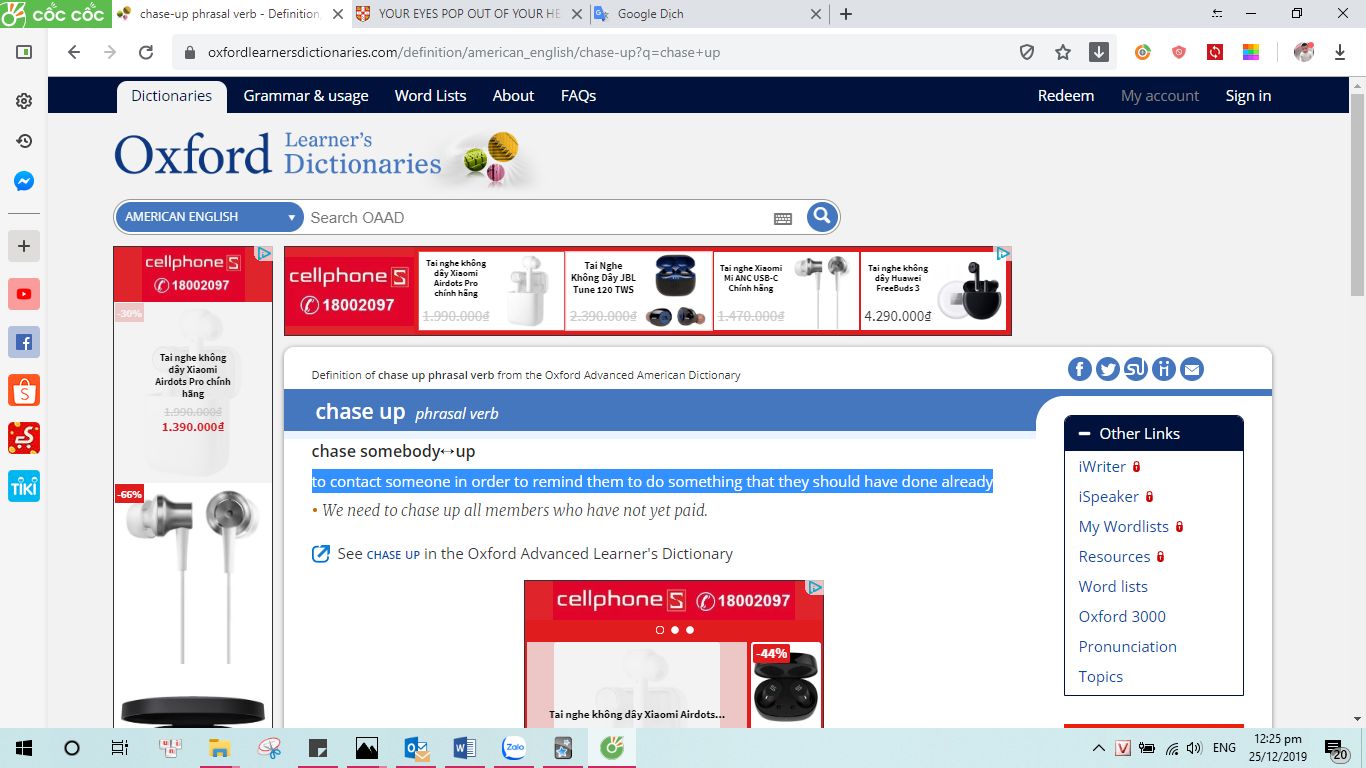 cốc cốc
chase-up phrasal verb - Definition,
YOUR EYES POP OUT OF YOUR HE
Google Dịch
oxfordlearnersdictionaries.com/definition/american_english/chase-up?q=chase+up
Dictionaries
Grammar & usage
Word Lists
About
FAQs
Redeem
My account
Sign in
Oxford Learner's Dictionaries
AMERICAN ENGLISH
Search OAAD
cellphoneS
18002097
-30%
Tai nghe không
dây Xiaomi
Airdots Pro chính
hãng
1.990.000₫
1.390.000₫
-66%
cellphoneS
18002097
Tai nghe không
dây Xiaomi
Airdots Pro
chính hãng
1.990.000₫
Tai Nghe
Không Dây JBL
Tune 120 TWS
2.390.000₫
Tai nghe Xiaomi
Mi ANC USB-C
Chính hãng
1.470.000₫
Tai nghe không
dây Huawei
FreeBuds 3
4.290.000₫
Definition of chase up phrasal verb from the Oxford Advanced American Dictionary
chase up phrasal verb
chase somebody↔up
to contact someone in order to remind them to do something that they should have done already
• We need to chase up all members who have not yet paid.
See CHASE UP in the Oxford Advanced Learner's Dictionary
cellphoneS 18002097
-44%
Tai nghe không dây Xiaomi Airdots...
Other Links
iWriter
iSpeaker
My Wordlists
Resources
Word lists
Oxford 3000
Pronunciation
Topics
TIKI
Zalo
ENG
12:25 pm
25/12/2019
20